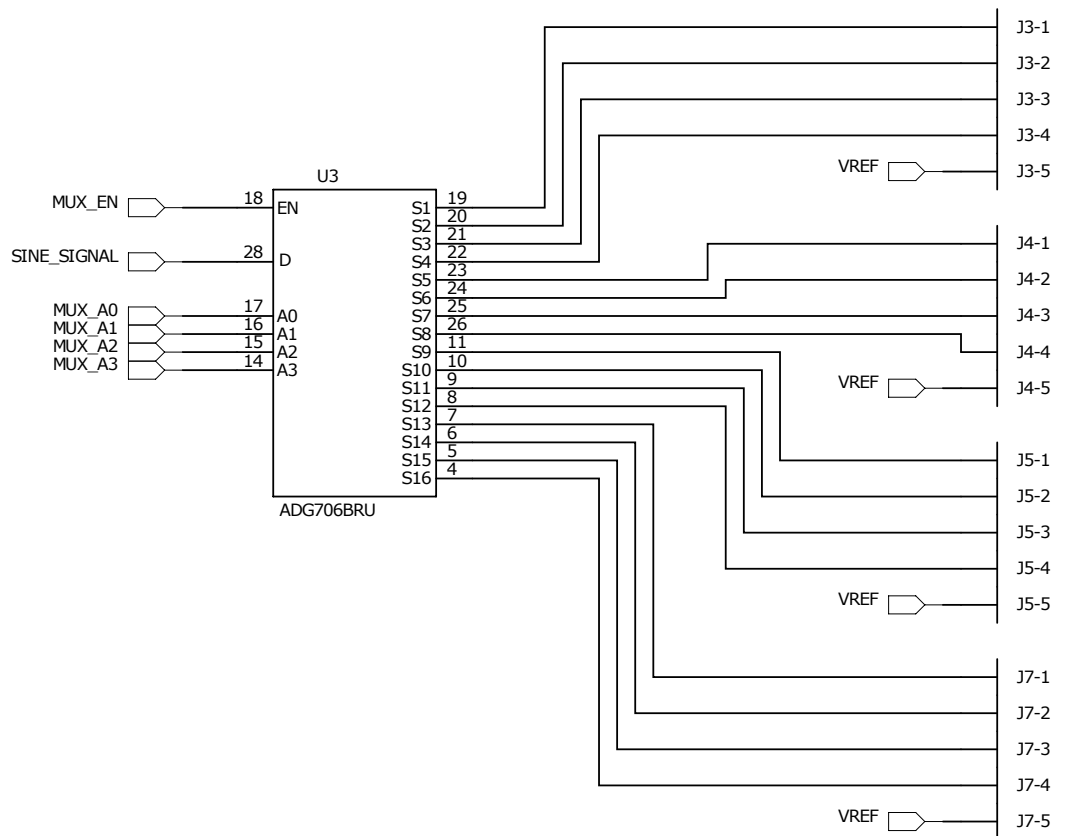 U3
MUX_EN
18
EN
SINE_SIGNAL
28
D
MUX_A0
17
A0
MUX_A1
16
A1
MUX_A2
15
A2
MUX_A3
14
A3
S1
19
S2
20
S3
21
S4
22
S5
23
S6
24
S7
25
S8
26
S9
11
S10
10
S11
9
S12
8
S13
7
S14
6
S15
5
S16
4
ADG706BRU
J3-1
J3-2
J3-3
J3-4
VREF
J3-5
J4-1
J4-2
J4-3
J4-4
VREF
J4-5
J5-1
J5-2
J5-3
J5-4
VREF
J5-5
J7-1
J7-2
J7-3
J7-4
VREF
J7-5